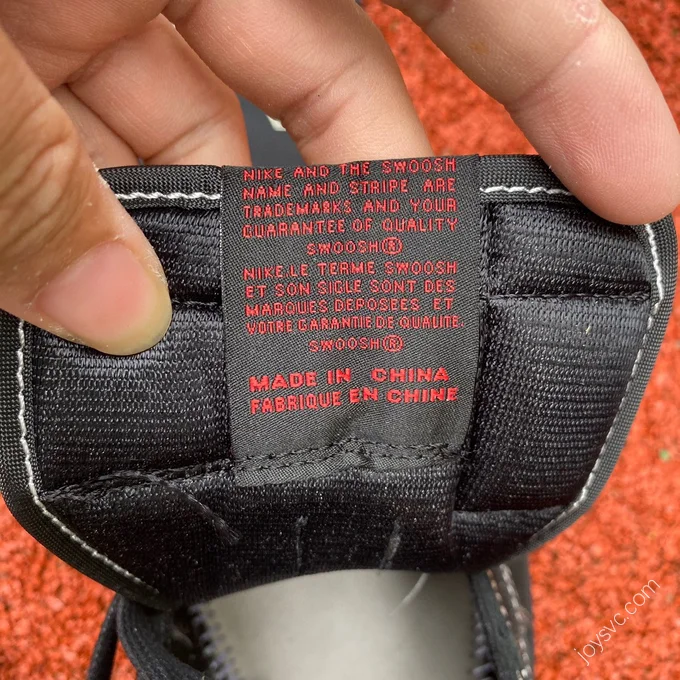 NIKE AND THE SWOOSH
NAME AND STRIPE ARE
TRADEMARKS AND YOUR
GUARANTEE OF QUALITY
SWOOSH®
NIKE.LE TERME SWOOSH
ET SON SIGLE SONT DES
MARQUES DEPOSEES ET
VOTRE GARANTIE DE QUALITE.
SWOOSH®
MADE IN CHINA
FABRIQUE EN CHINE
joysvc.com